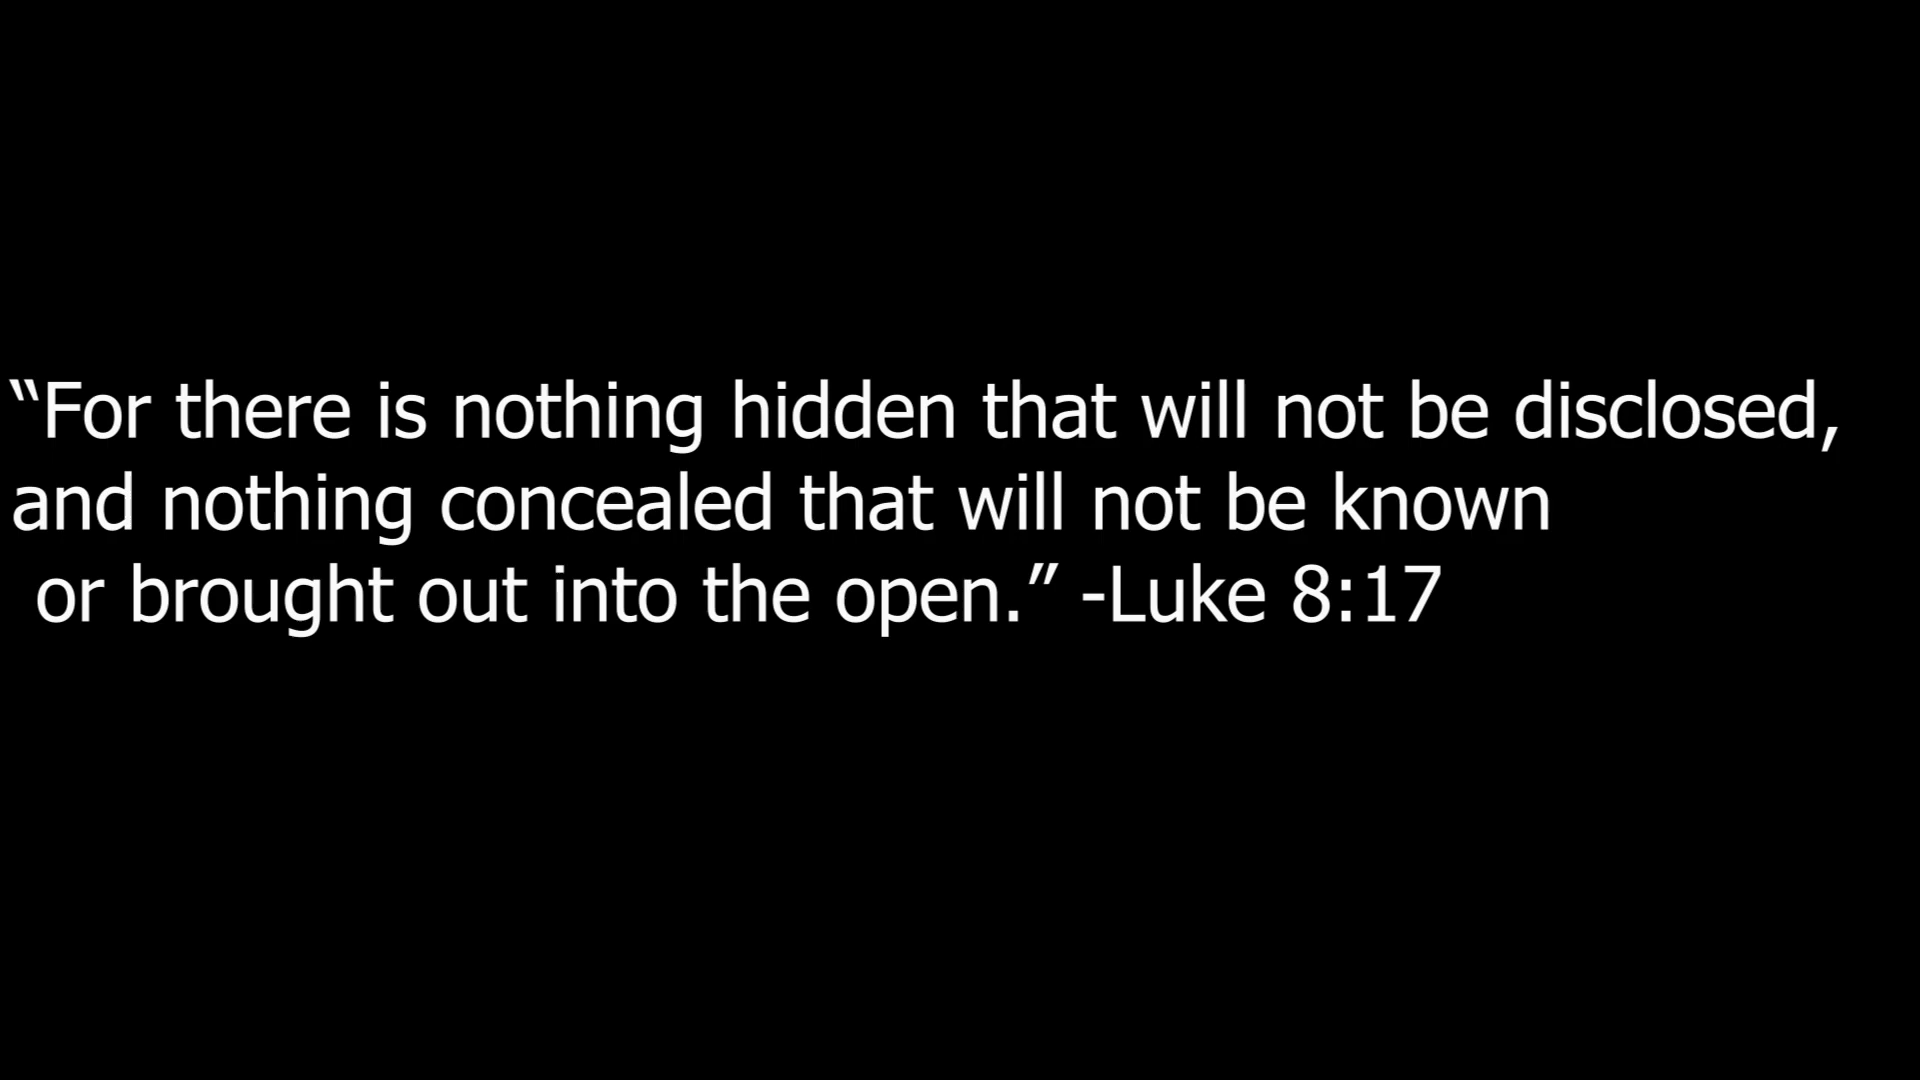 “For there is nothing hidden that will not be disclosed,
and nothing concealed that will not be known
or brought out into the open.” -Luke 8:17